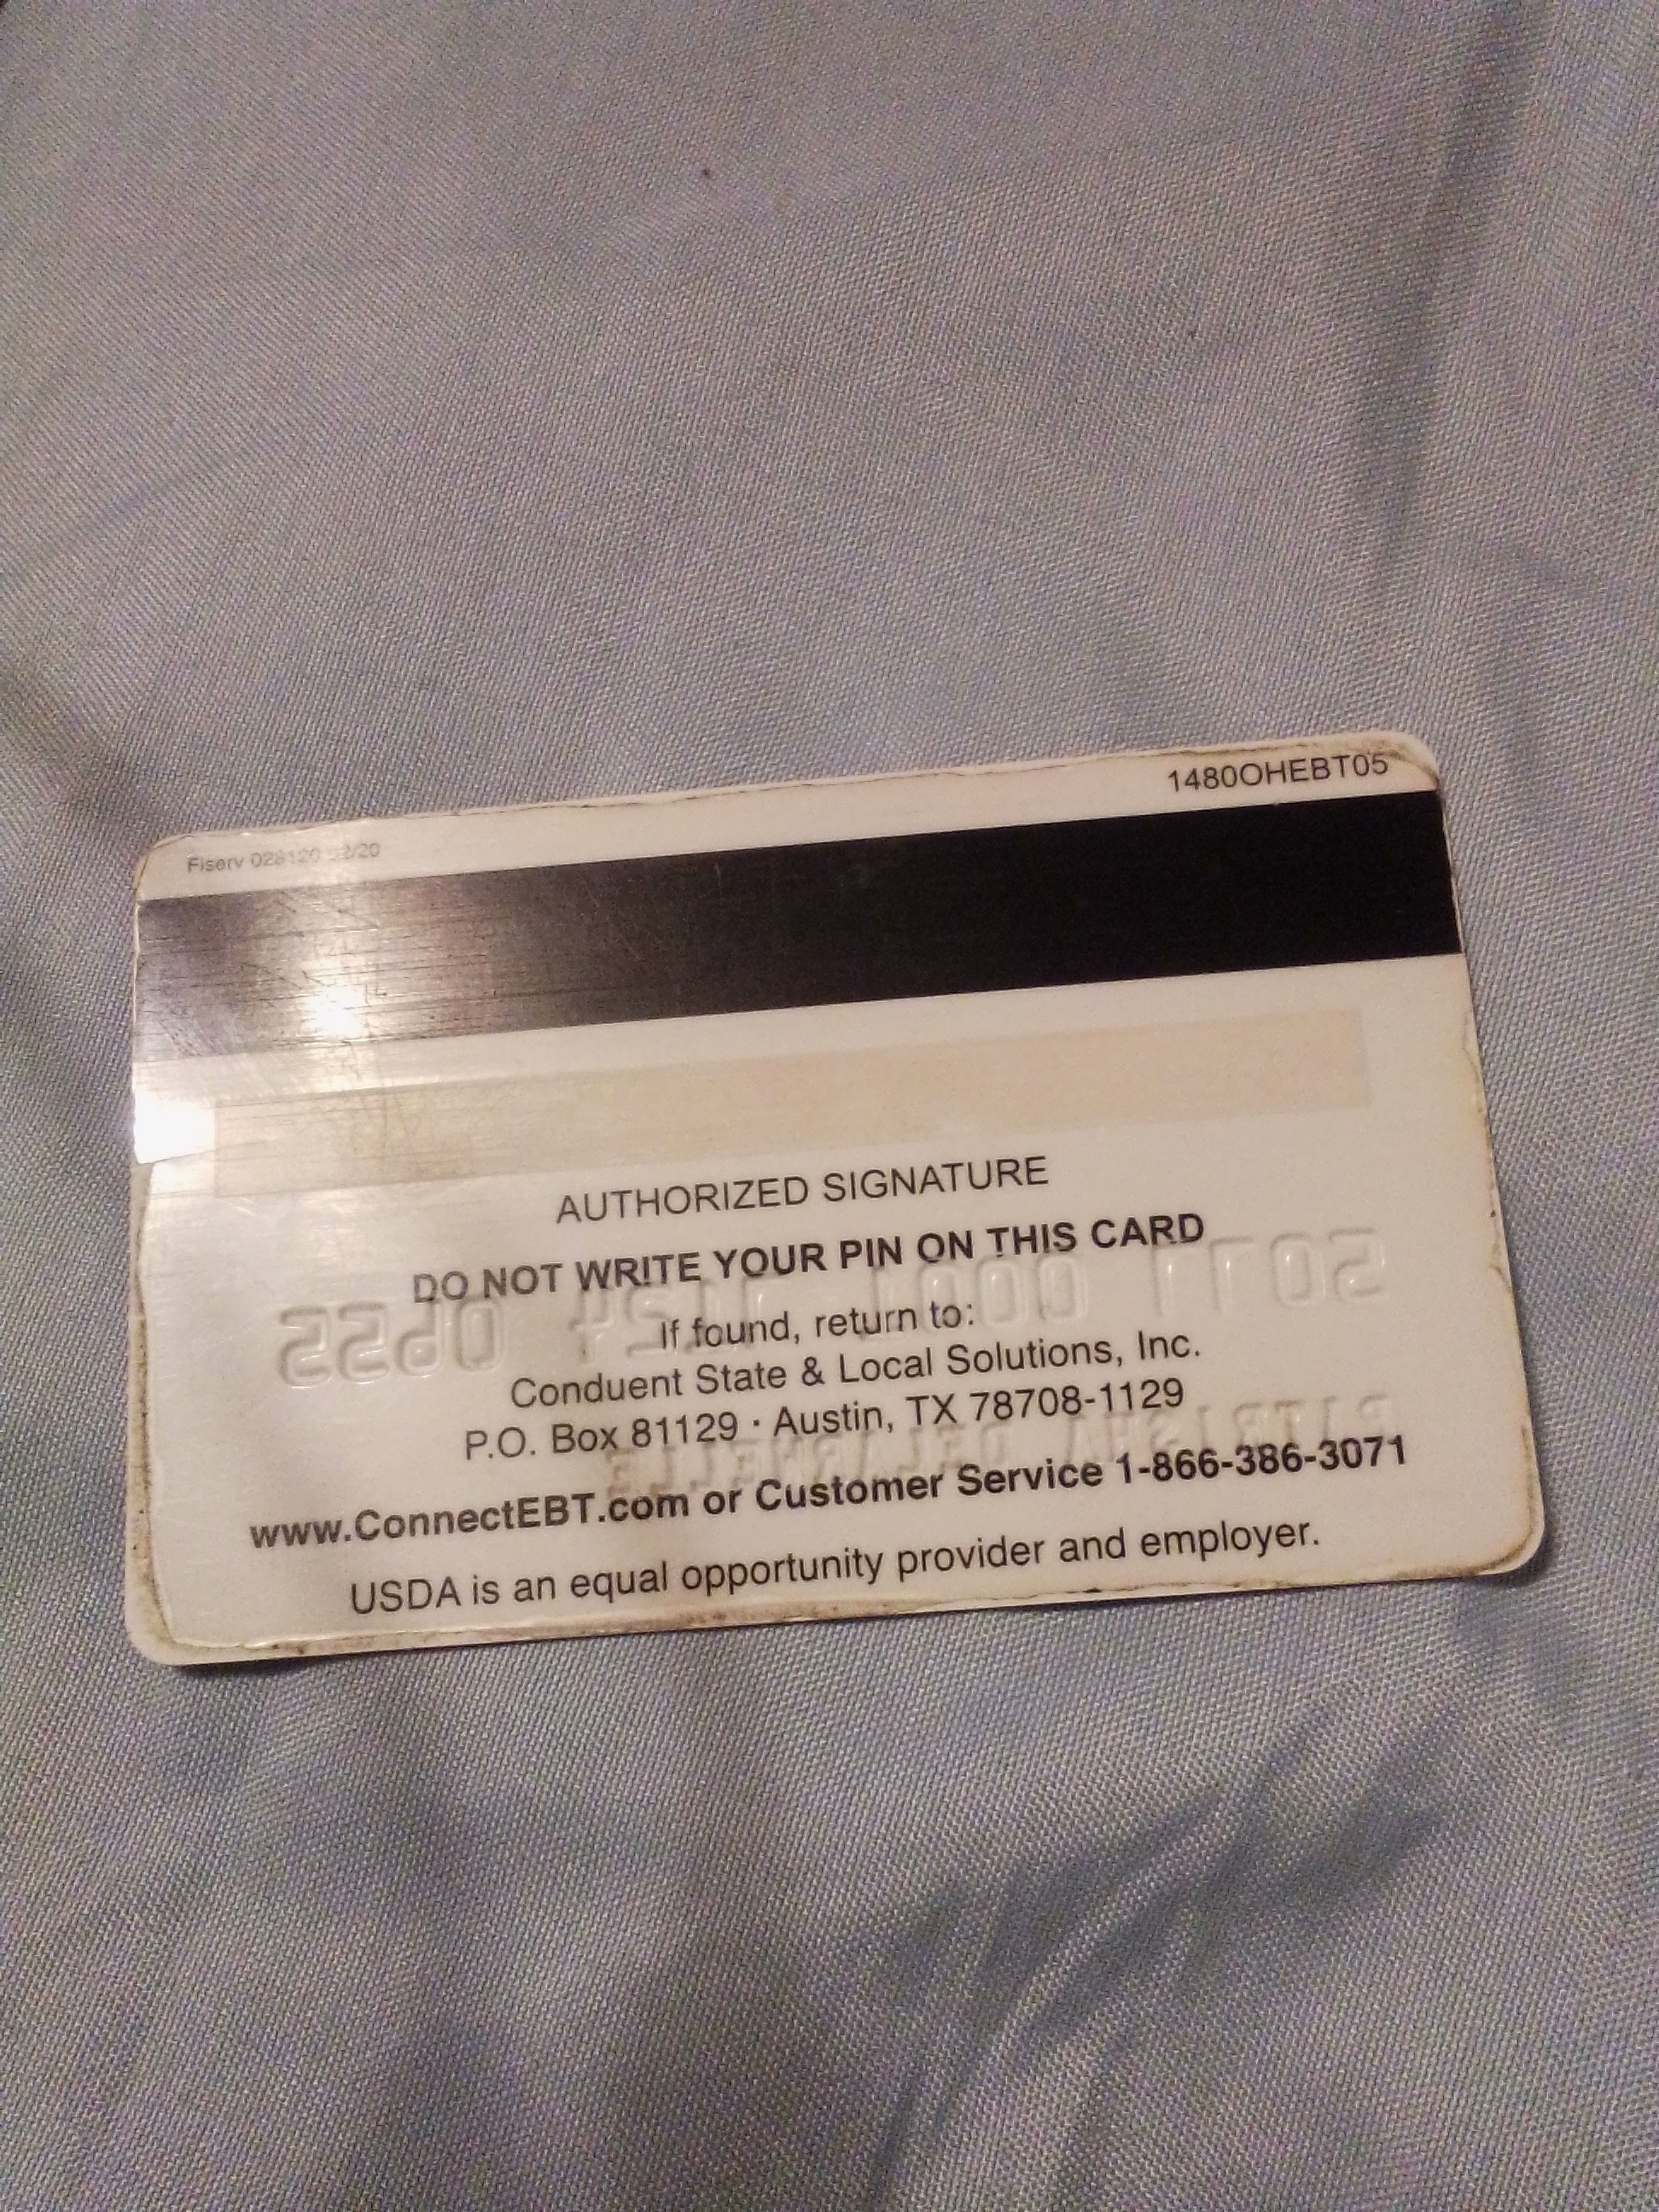 1480OHEBT05
Fiserv
AUTHORIZED SIGNATURE
DO NOT WRITE YOUR PIN ON THIS CARD
If found, return to:
Conduent State & Local Solutions, Inc.
P.O. Box 81129 · Austin, TX 78708-1129
www.ConnectEBT.com or Customer Service 1-866-386-3071
USDA is an equal opportunity provider and employer.